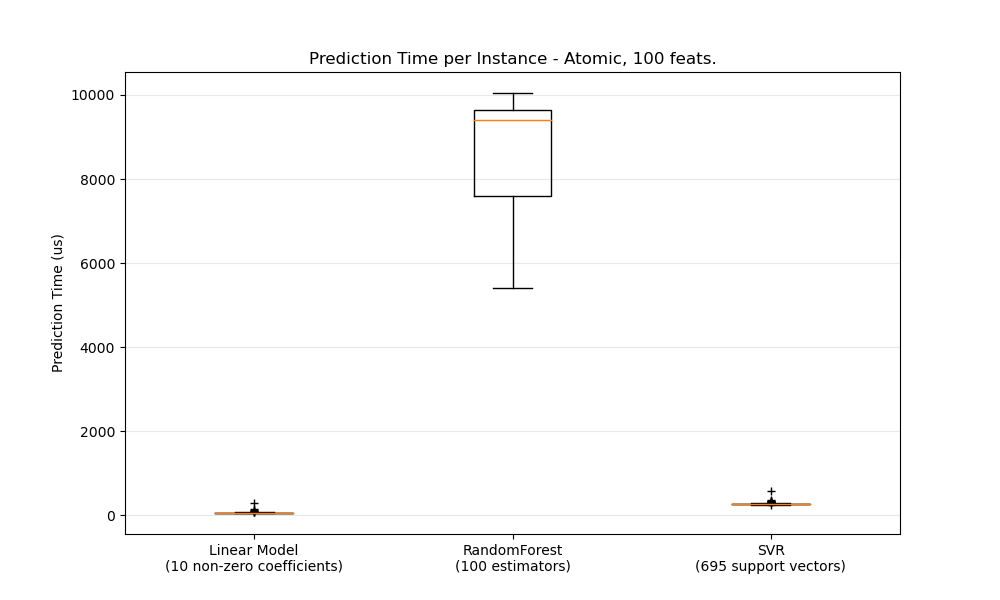 Prediction Time per Instance - Atomic, 100 feats.
Prediction Time (us)
10000
8000
6000
4000
2000
0
Linear Model
(10 non-zero coefficients)
RandomForest
(100 estimators)
SVR
(695 support vectors)